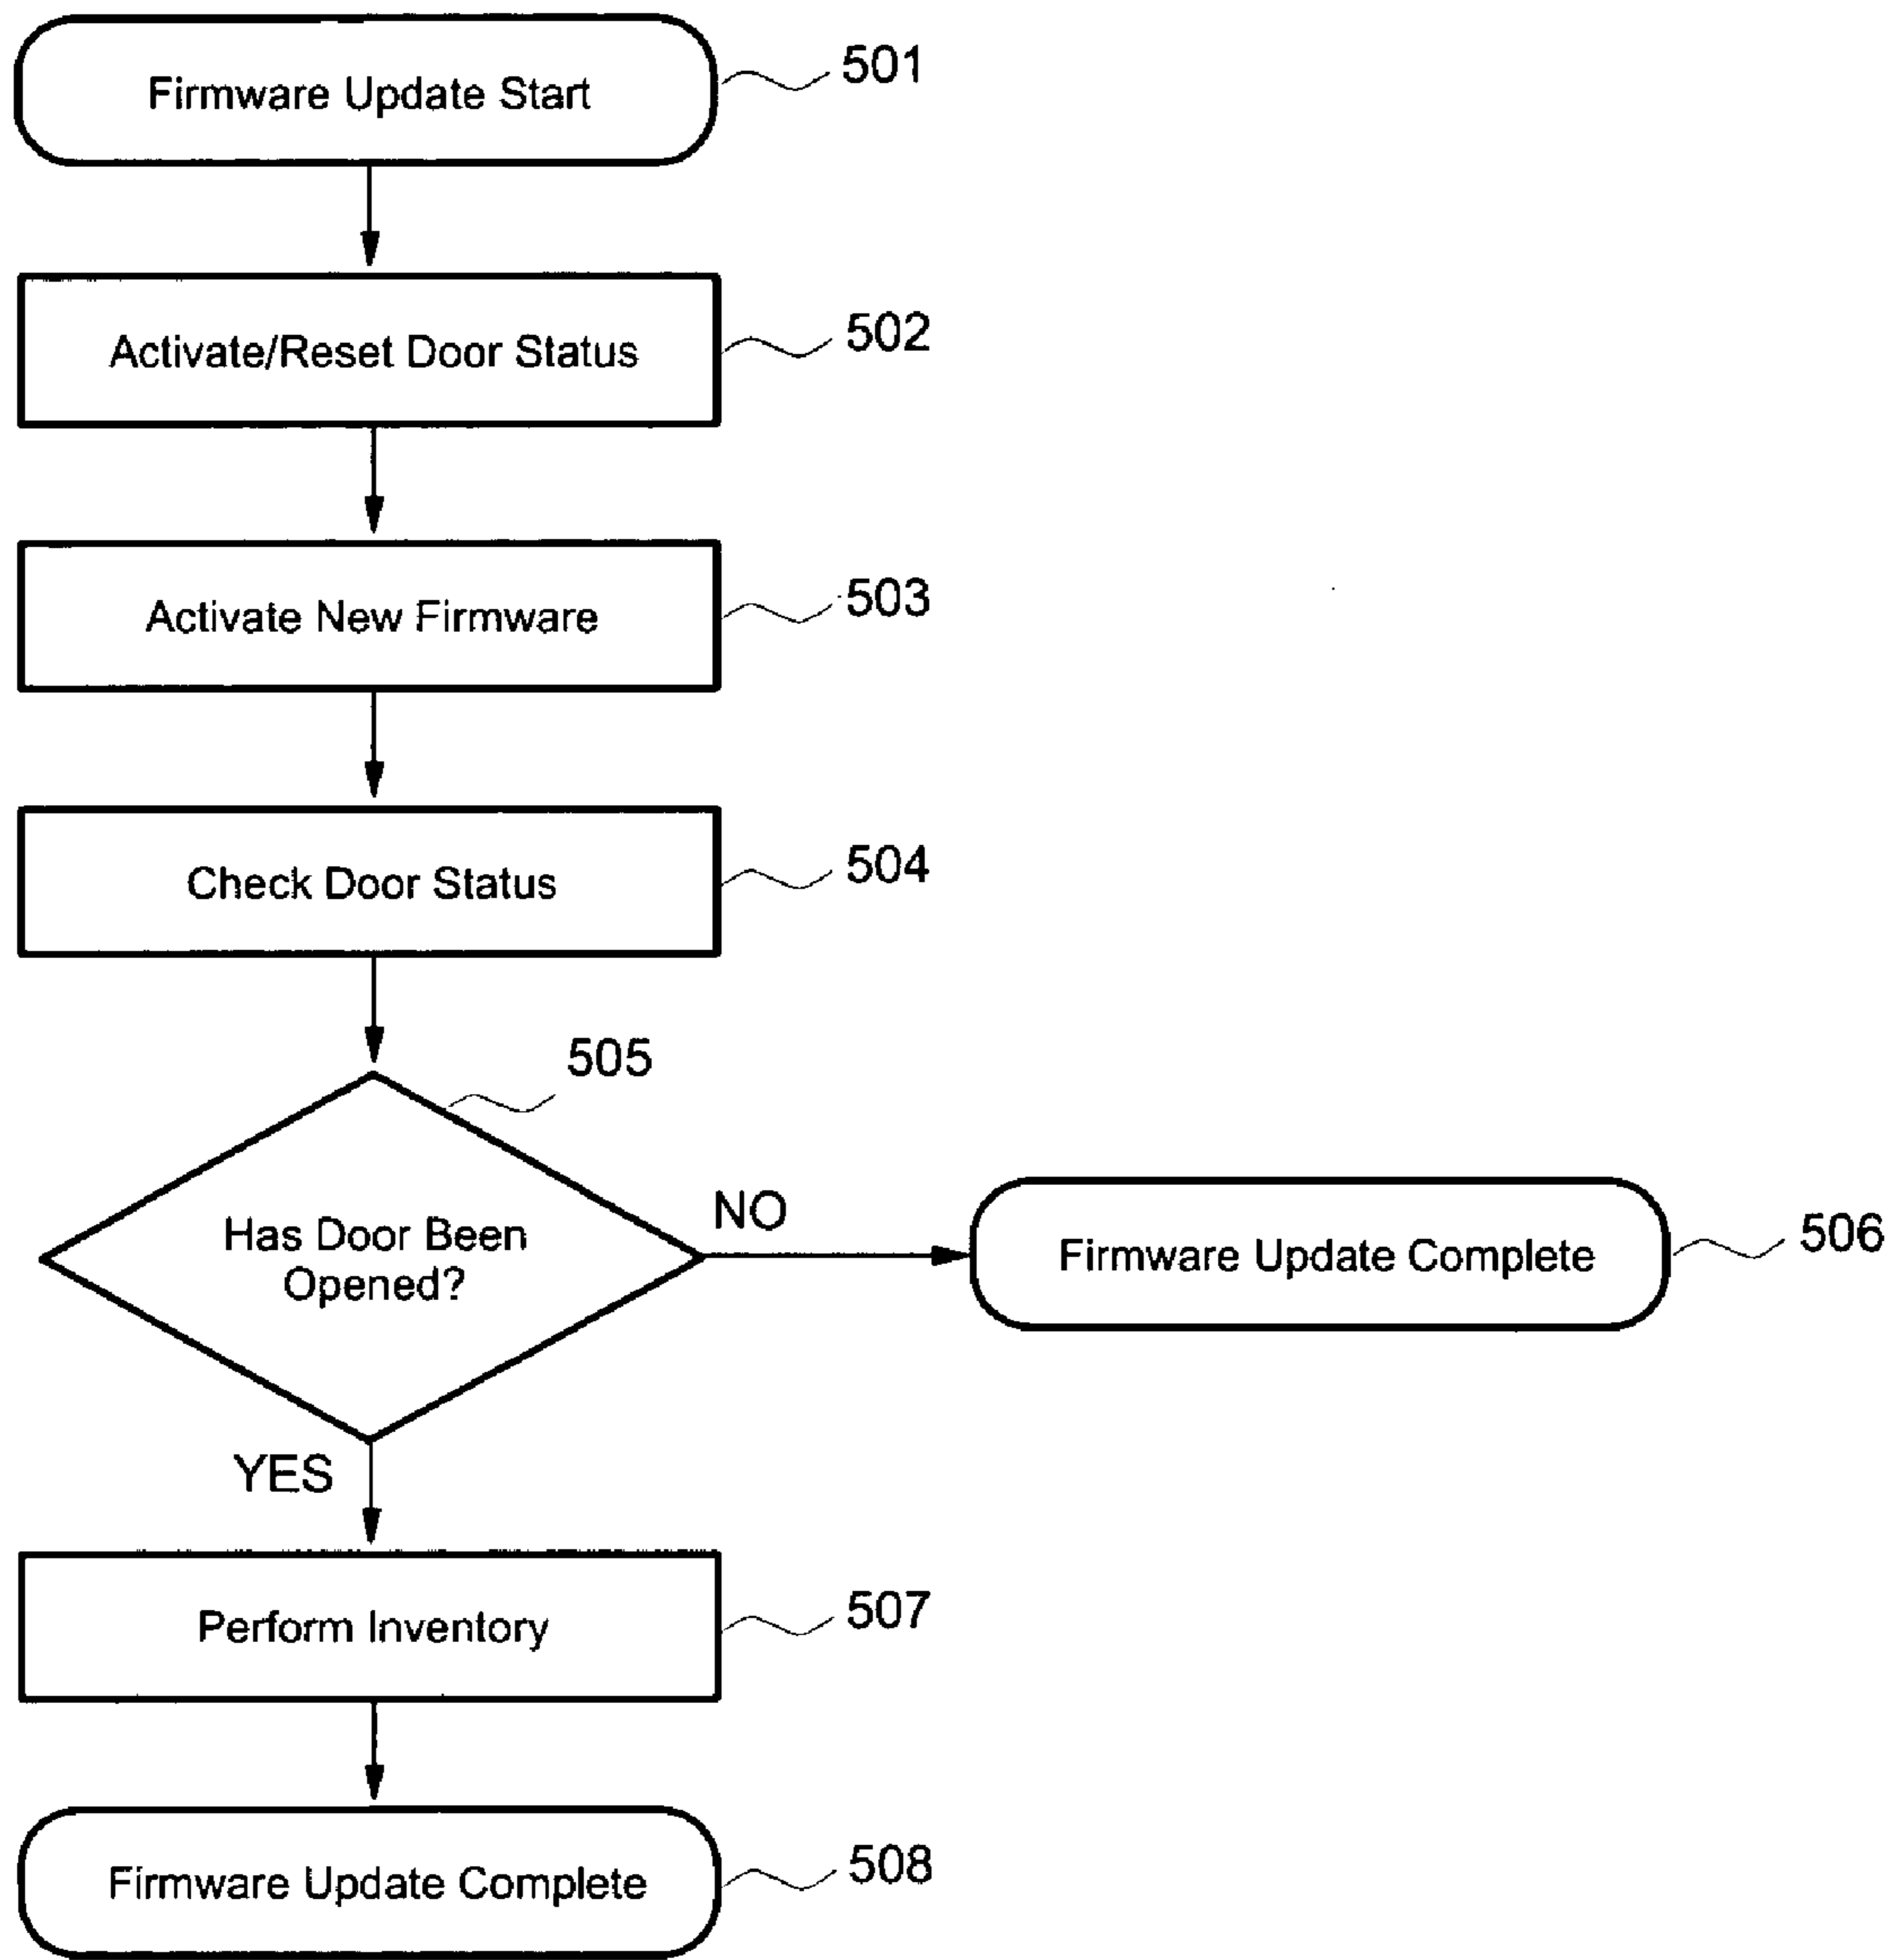 Firmware Update Start
501
Activate/Reset Door Status
502
Activate New Firmware
503
Check Door Status
504
505
Has Door Been
Opened?
NO
Firmware Update Complete
506
YES
Perform Inventory
507
Firmware Update Complete
508